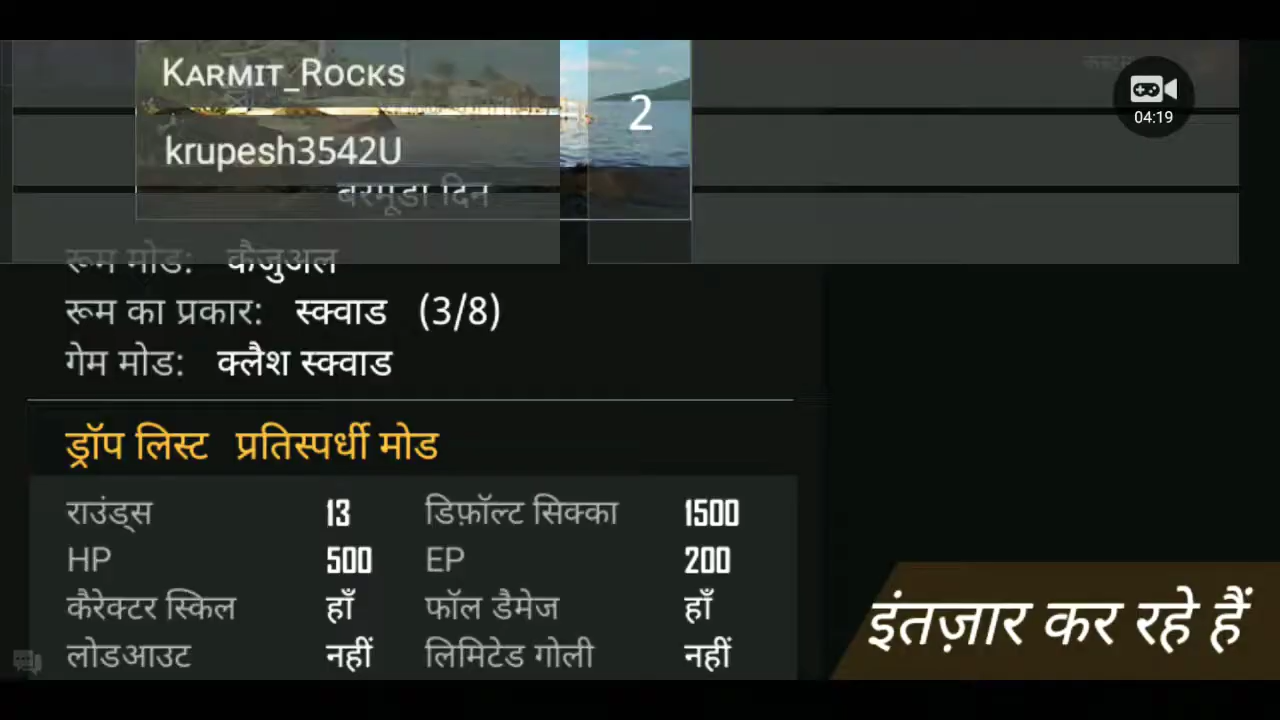 KARMIT_ROCKS
2
04:19
krupesh3542U
बरमूडा दिन
रूम मोड: कैजुअल
रूम का प्रकार: स्क्वाड (3/8)
गेम मोड: क्लैश स्क्वाड
ड्रॉप लिस्ट प्रतिस्पर्धी मोड
राउंड्स 13 डिफ़ॉल्ट सिक्का 1500
HP 500 EP 200
कैरेक्टर स्किल हाँ फॉल डैमेज हाँ
लोडआउट नहीं लिमिटेड गोली नहीं
इंतज़ार कर रहे हैं